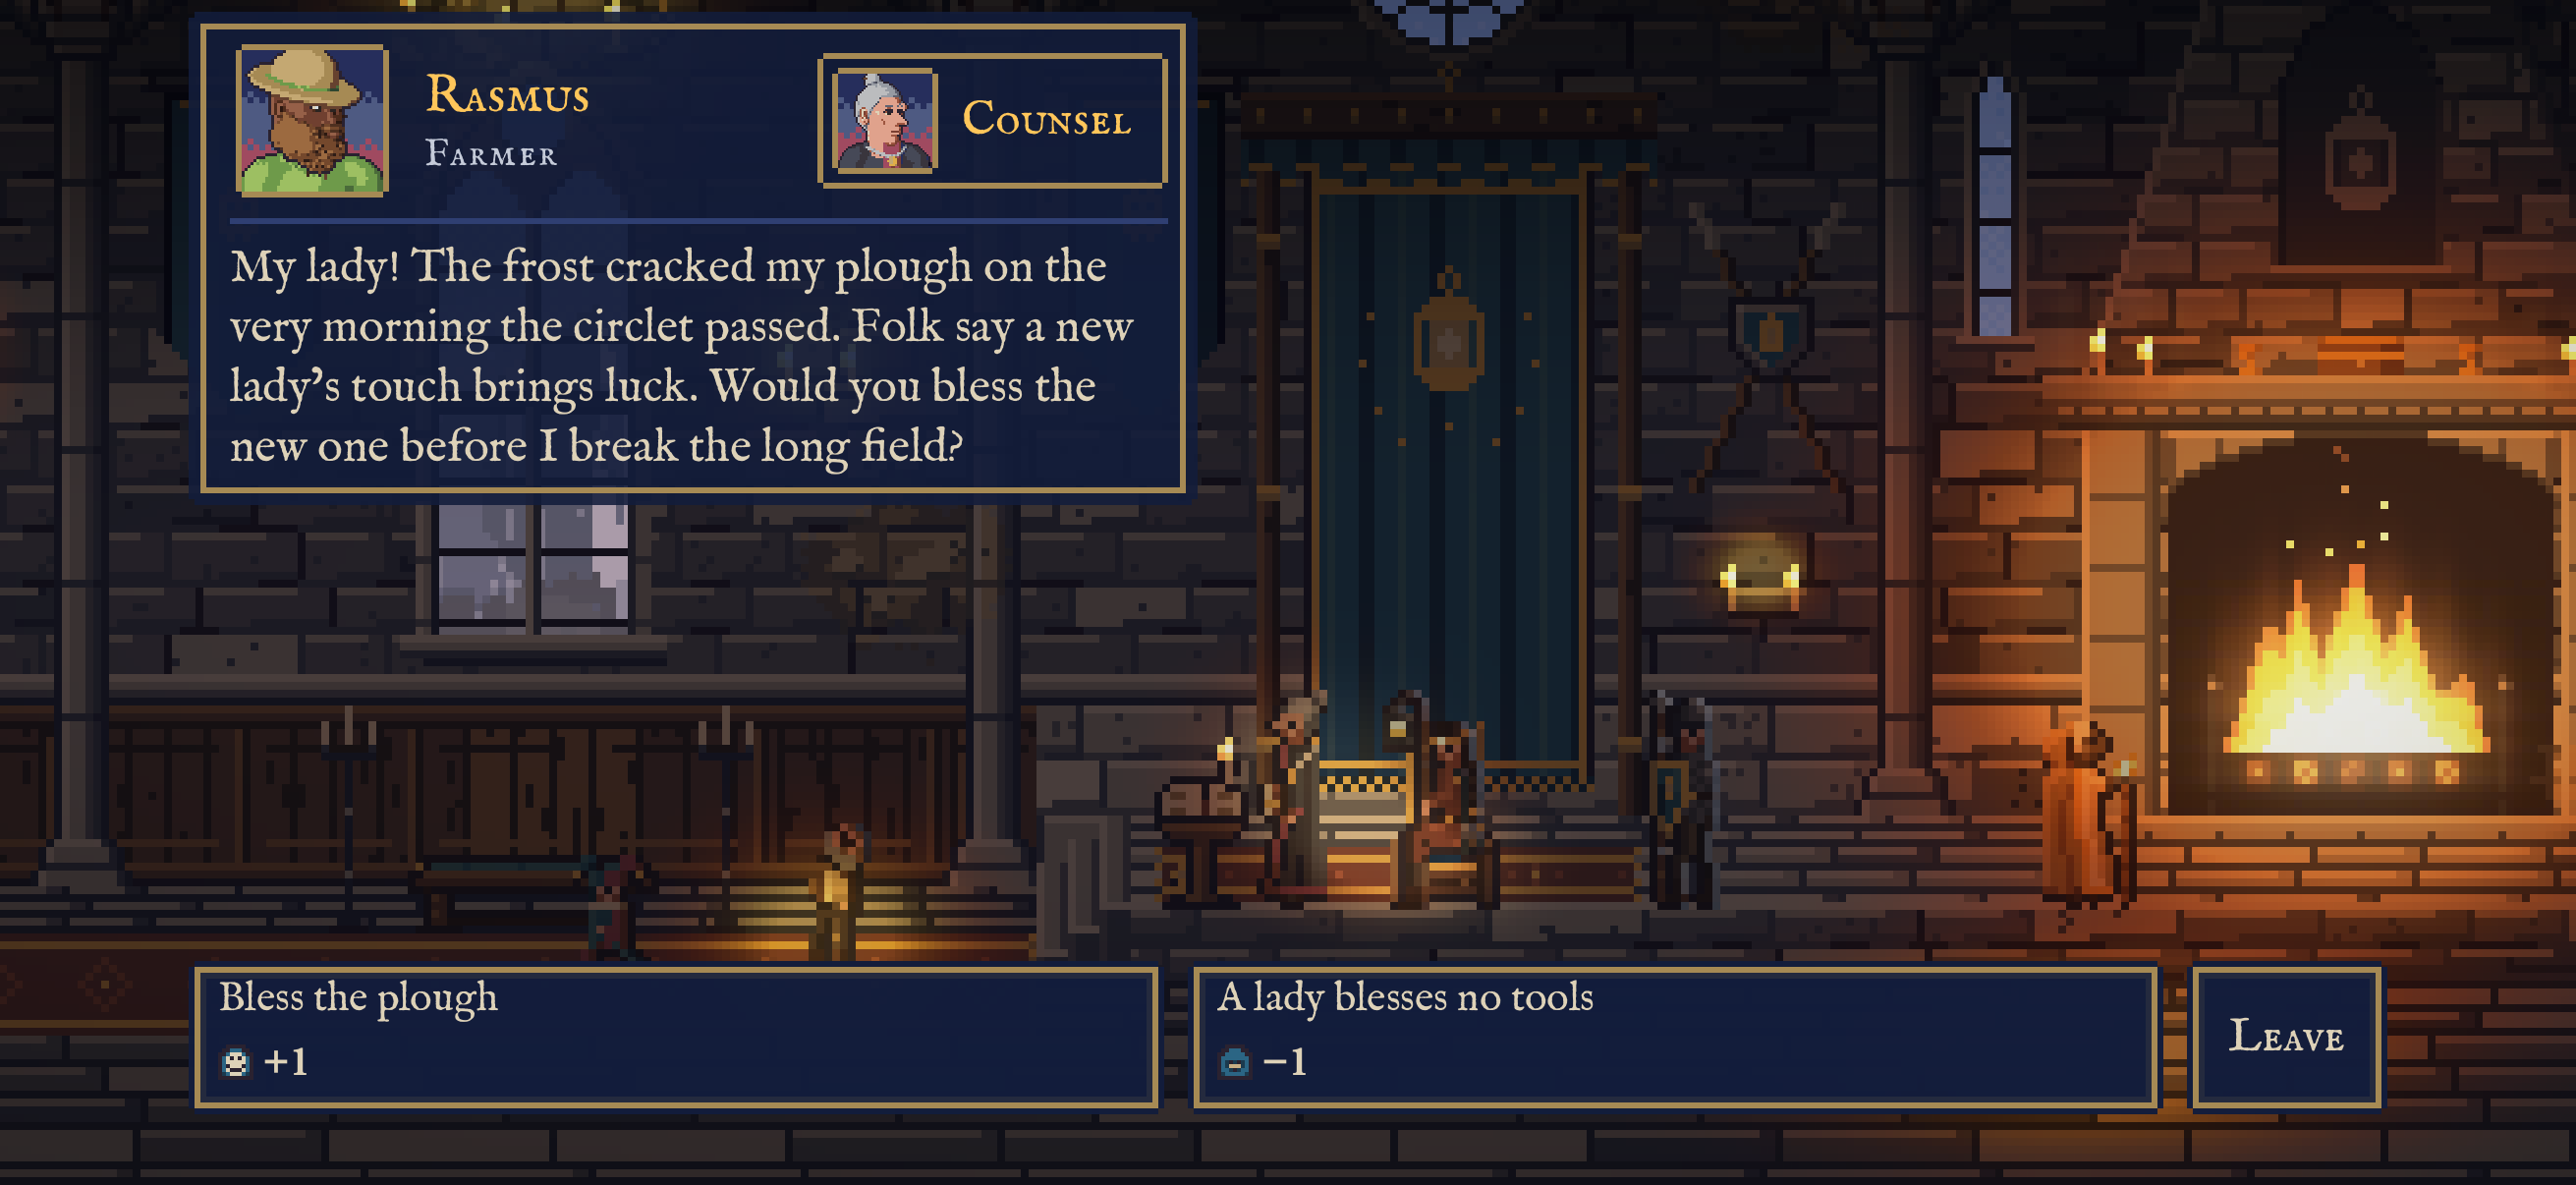 Rasmus
Farmer
Counsel
My lady! The frost cracked my plough on the
very morning the circlet passed. Folk say a new
lady’s touch brings luck. Would you bless the
new one before I break the long field?
Bless the plough
+1
A lady blesses no tools
−1
Leave